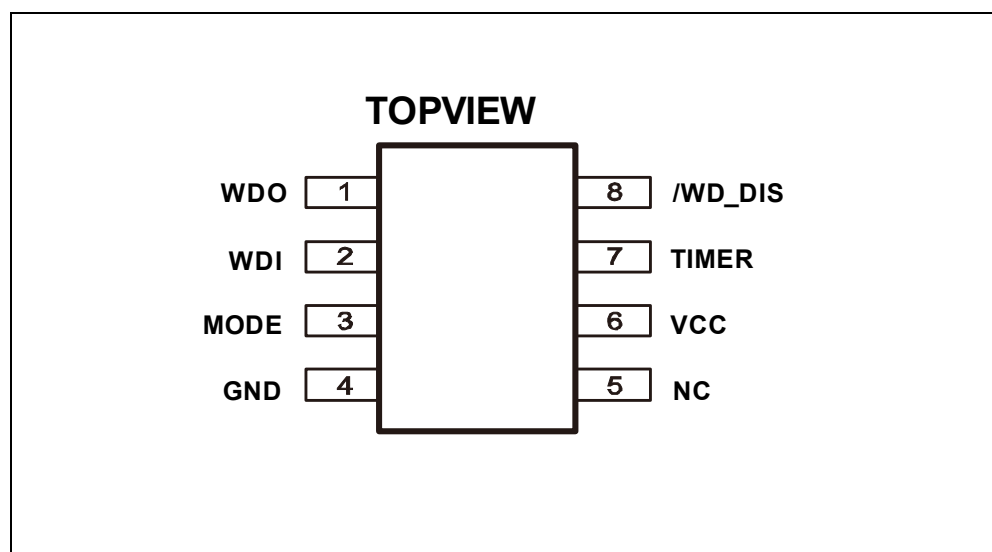 TOPVIEW
WDO 1 8 /WD_DIS
WDI 2 7 TIMER
MODE 3 6 VCC
GND 4 5 NC